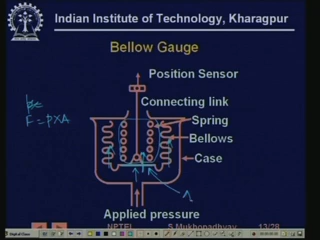 Indian Institute of Technology, Kharagpur
Bellow Gauge
Position Sensor
Connecting link
Spring
Bellows
Case
F = P×A
A
Applied pressure
NPTEL
S.Mukhopadhyay
13/28